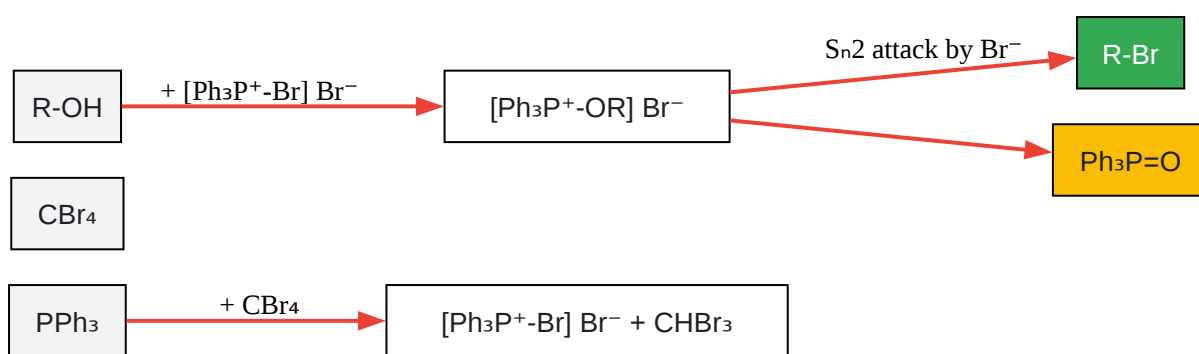 Sₙ2 attack by Br⁻
R-Br
R-OH
+ [Ph₃P⁺-Br] Br⁻
[Ph₃P⁺-OR] Br⁻
Ph₃P=O
CBr₄
PPh₃
+ CBr₄
[Ph₃P⁺-Br] Br⁻ + CHBr₃